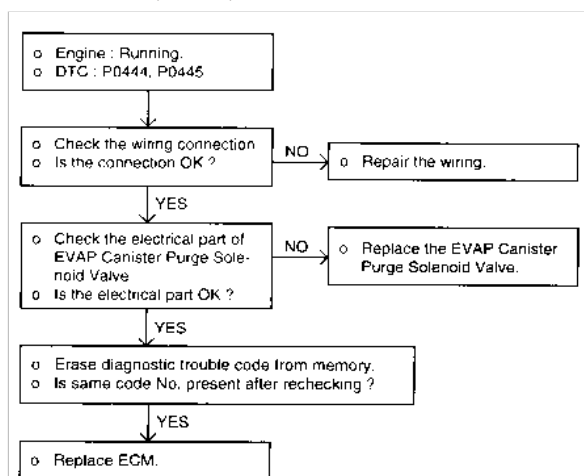 o Engine : Running.
o DTC : P0444, P0445
o Check the wiring connection
o Is the connection OK ?
NO
o Repair the wiring.
YES
o Check the electrical part of
EVAP Canister Purge Sole-
noid Valve
o Is the electrical part OK ?
NO
o Replace the EVAP Canister
Purge Solenoid Valve.
YES
o Erase diagnostic trouble code from memory.
o Is same code No. present after rechecking ?
YES
o Replace ECM.